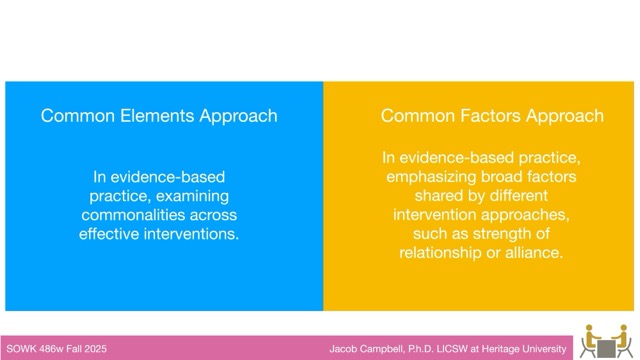 Common Elements Approach
In evidence-based
practice, examining
commonalities across
effective interventions.
Common Factors Approach
In evidence-based practice,
emphasizing broad factors
shared by different
intervention approaches,
such as strength of
relationship or alliance.
SOWK 486w Fall 2025
Jacob Campbell, P.h.D. LICSW at Heritage University